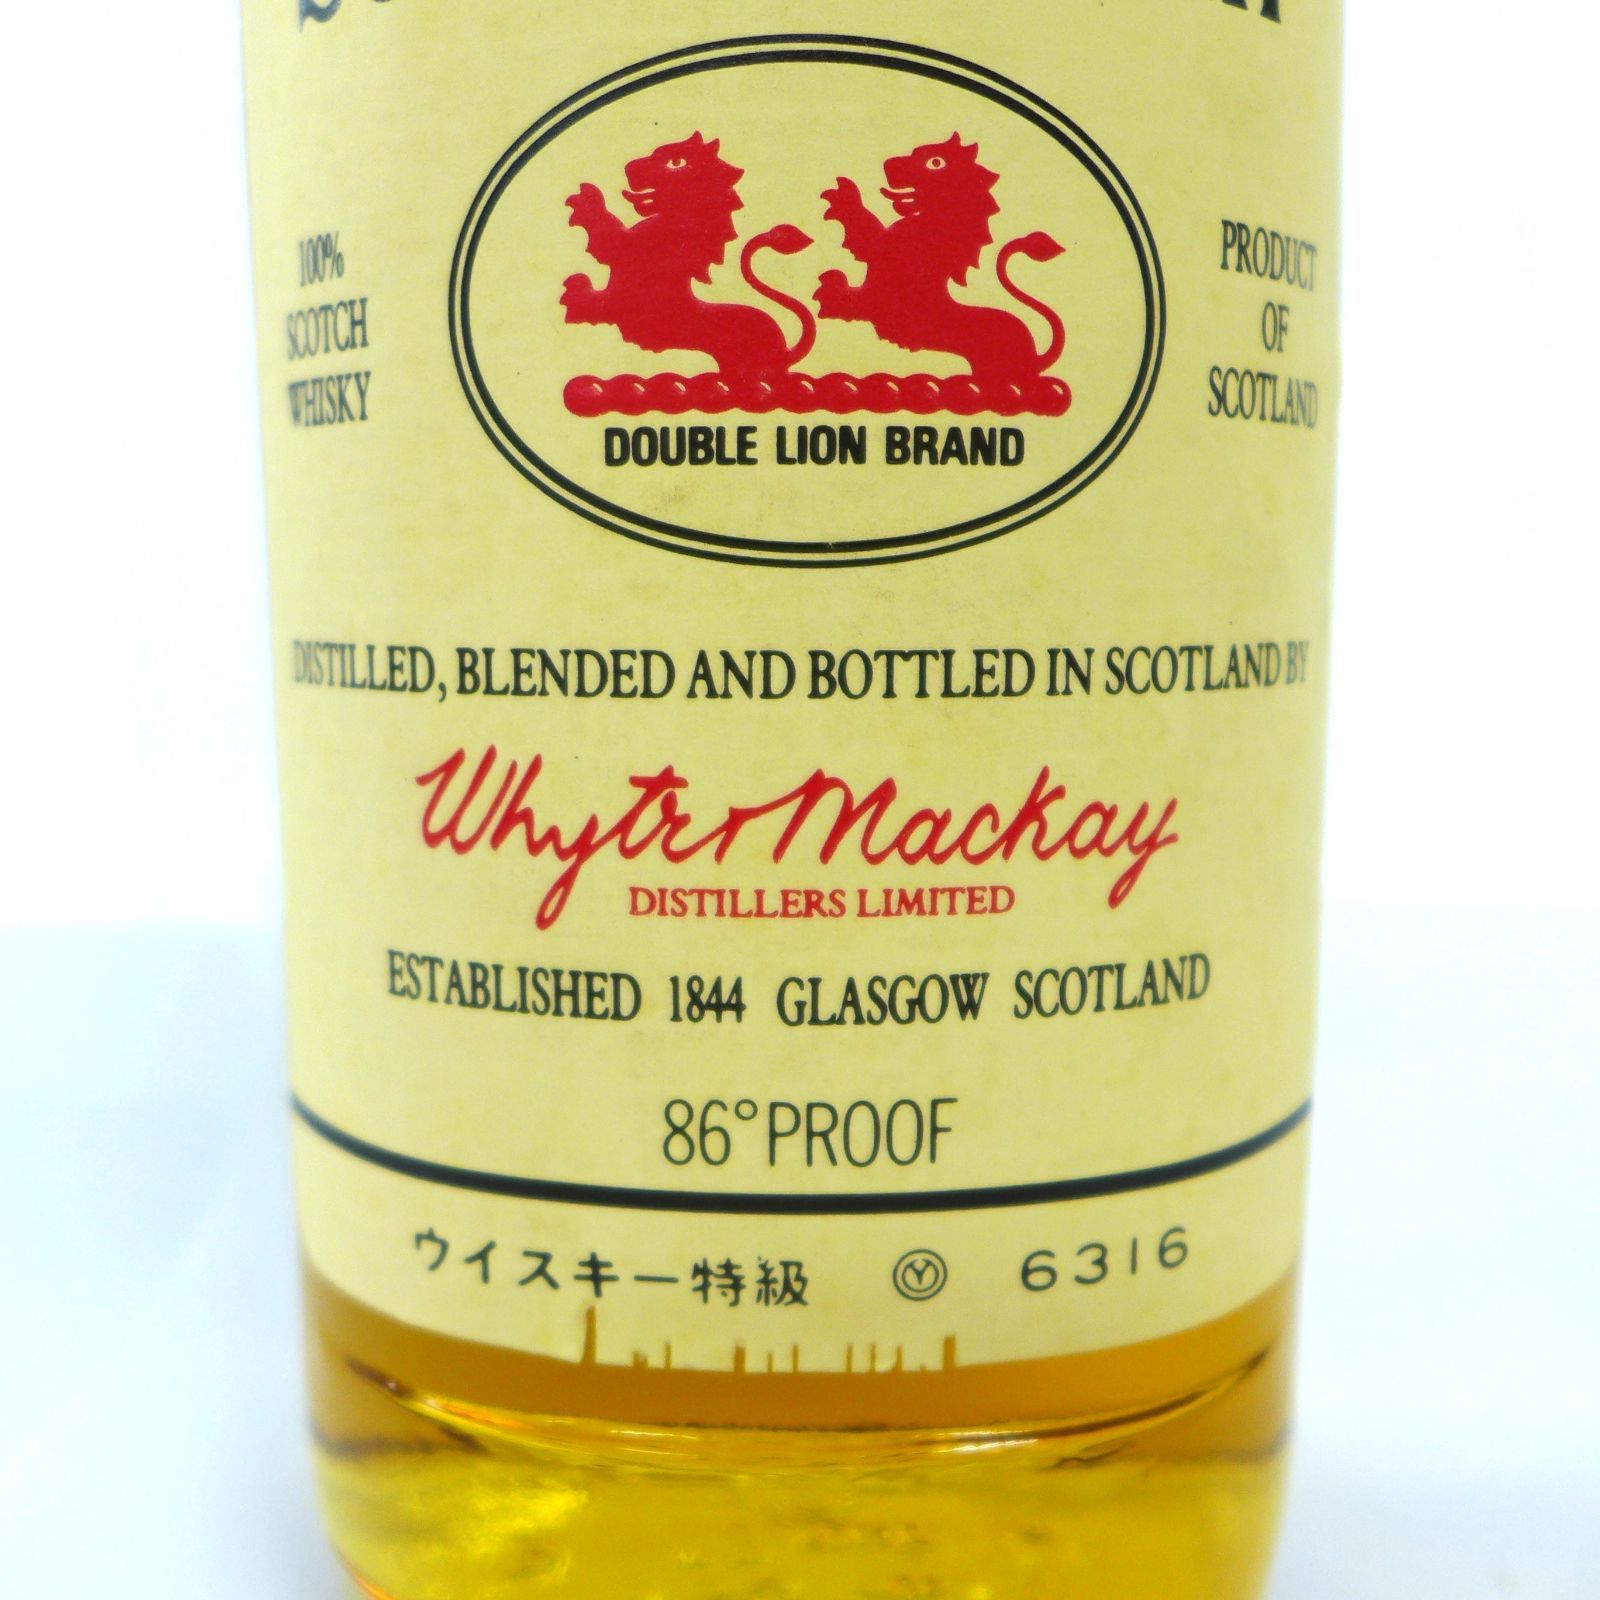 100%
SCOTCH
WHISKY
PRODUCT
OF
SCOTLAND
DOUBLE LION BRAND
DISTILLED, BLENDED AND BOTTLED IN SCOTLAND BY
Whyte & Mackay
DISTILLERS LIMITED
ESTABLISHED 1844 GLASGOW SCOTLAND
86° PROOF
ウイスキー特級 Ⓨ 6316